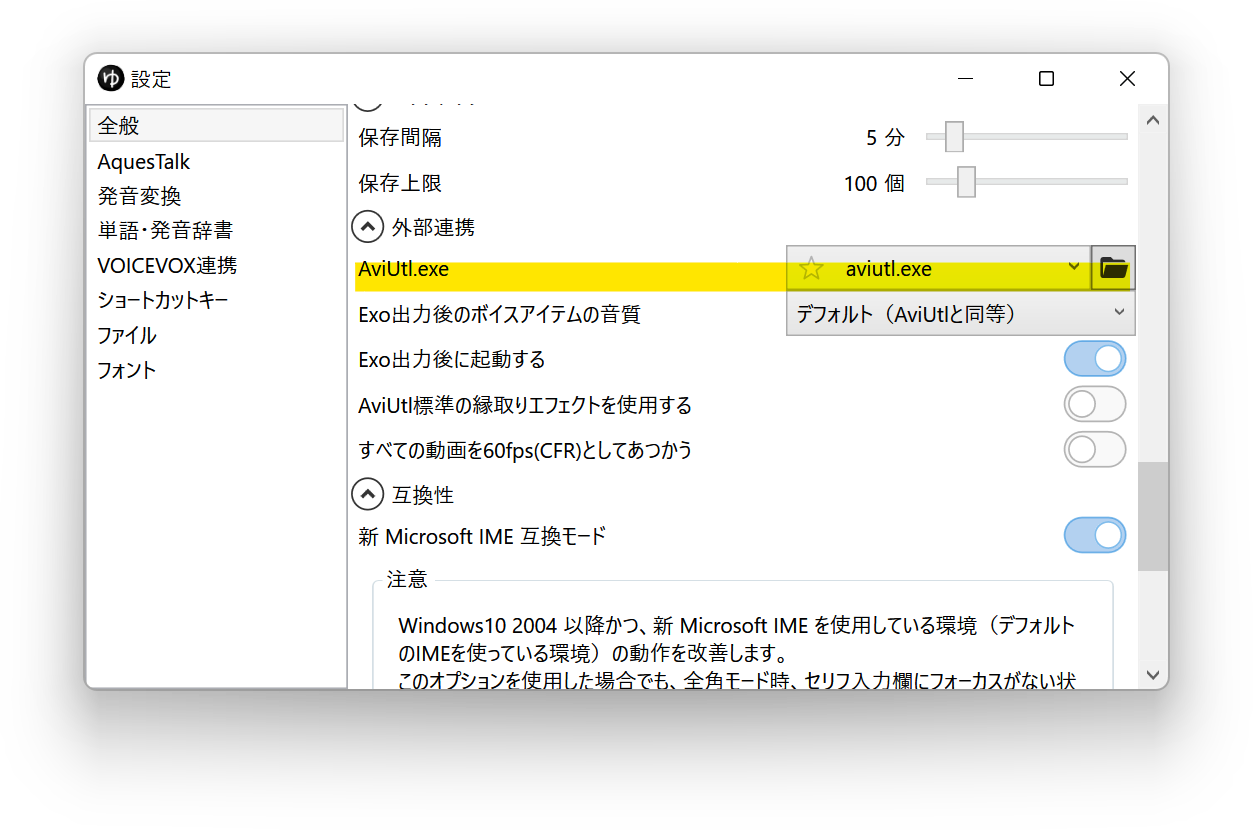 ゆ 設定
全般
AquesTalk
発音変換
単語・発音辞書
VOICEVOX連携
ショートカットキー
ファイル
フォント
保存間隔 5 分
保存上限 100 個
外部連携
AviUtl.exe aviutl.exe
Exo出力後のボイスアイテムの音質 デフォルト（AviUtlと同等）
Exo出力後に起動する
AviUtl標準の縁取りエフェクトを使用する
すべての動画を60fps(CFR)としてあつかう
互換性
新 Microsoft IME 互換モード
注意
Windows10 2004 以降かつ、新 Microsoft IME を使用している環境（デフォルト
のIMEを使っている環境）の動作を改善します。
このオプションを使用した場合でも、全角モード時、セリフ入力欄にフォーカスがない状